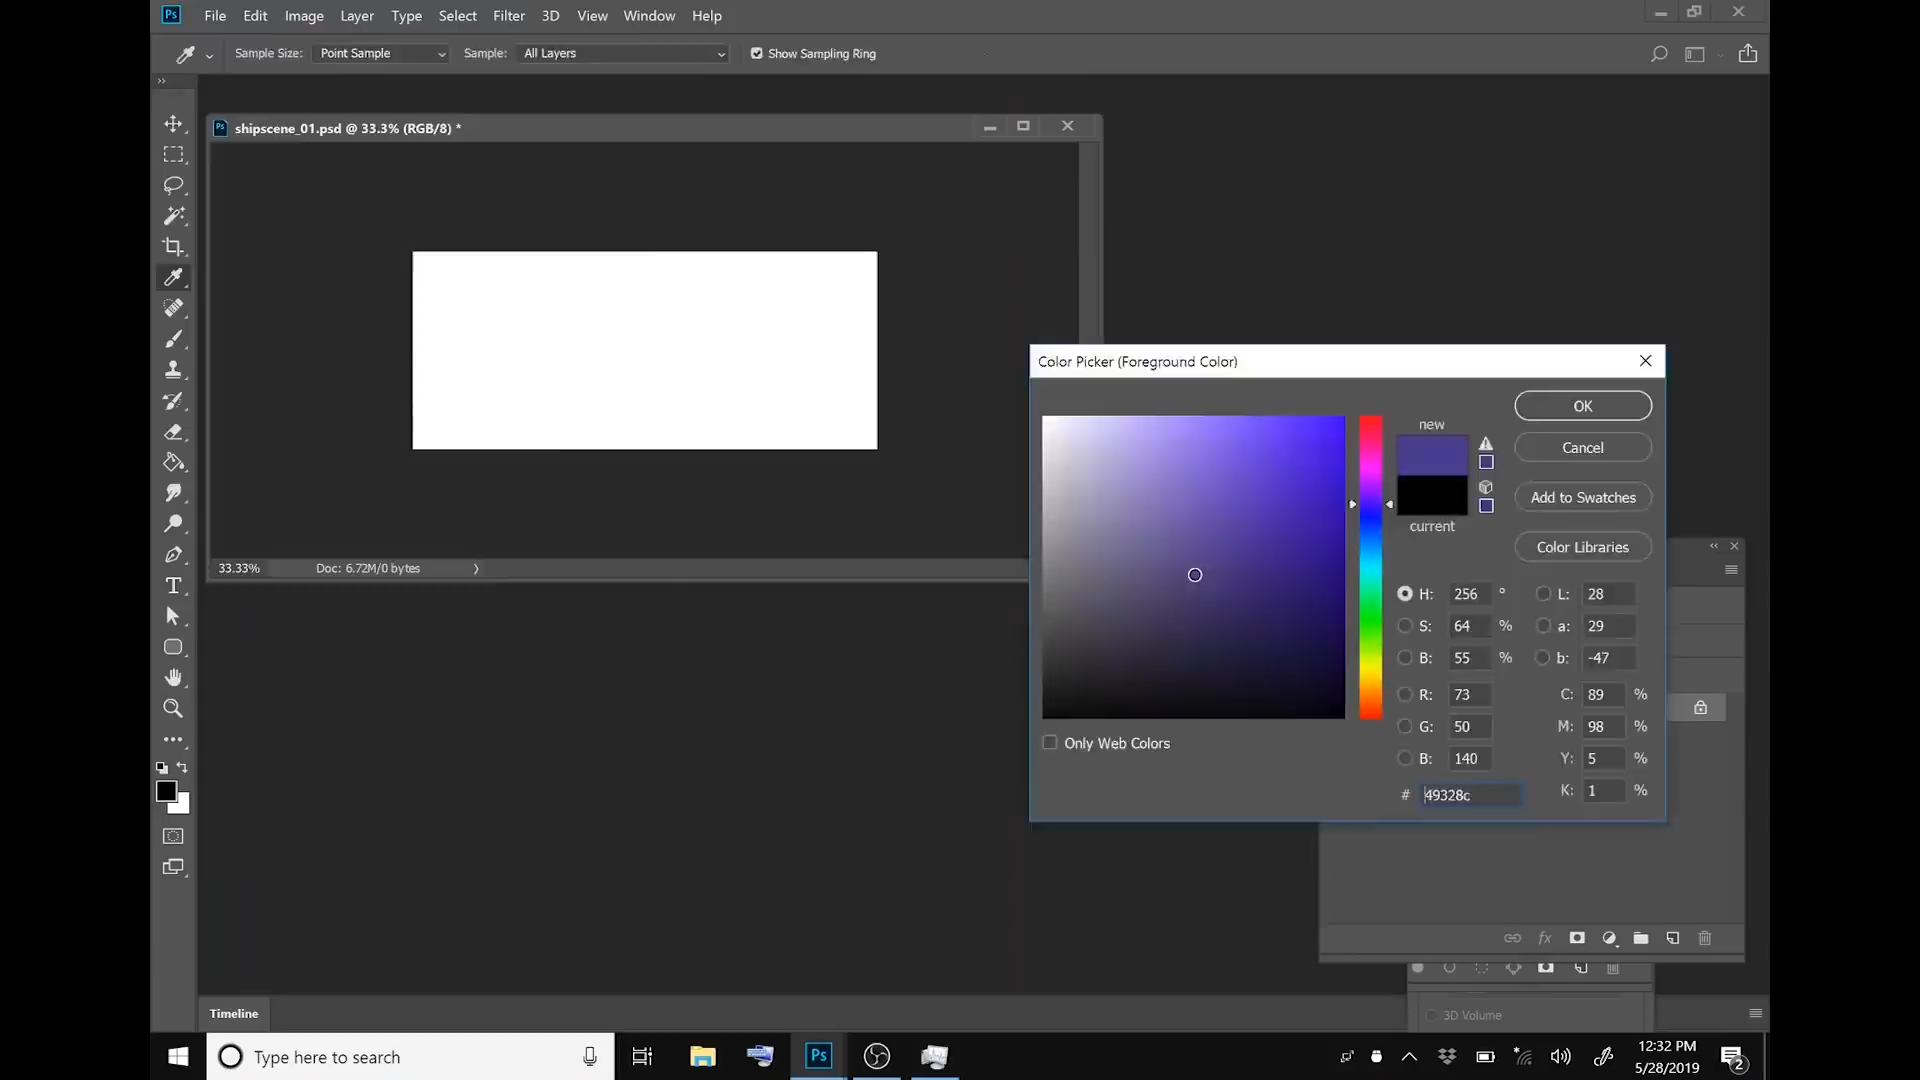 Ps File Edit Image Layer Type Select Filter 3D View Window Help
Sample Size: Point Sample Sample: All Layers Show Sampling Ring
Ps shipscene_01.psd @ 33.3% (RGB/8) *
33.33% Doc: 6.72M/0 bytes
Color Picker (Foreground Color)
new
current
OK
Cancel
Add to Swatches
Color Libraries
H: 256 ° L: 28
S: 64 % a: 29
B: 55 % b: -47
R: 73 C: 89 %
G: 50 M: 98 %
B: 140 Y: 5 %
# 49328c K: 1 %
Only Web Colors
fx
3D Volume
Timeline
Type here to search
Ps
12:32 PM
5/28/2019
2